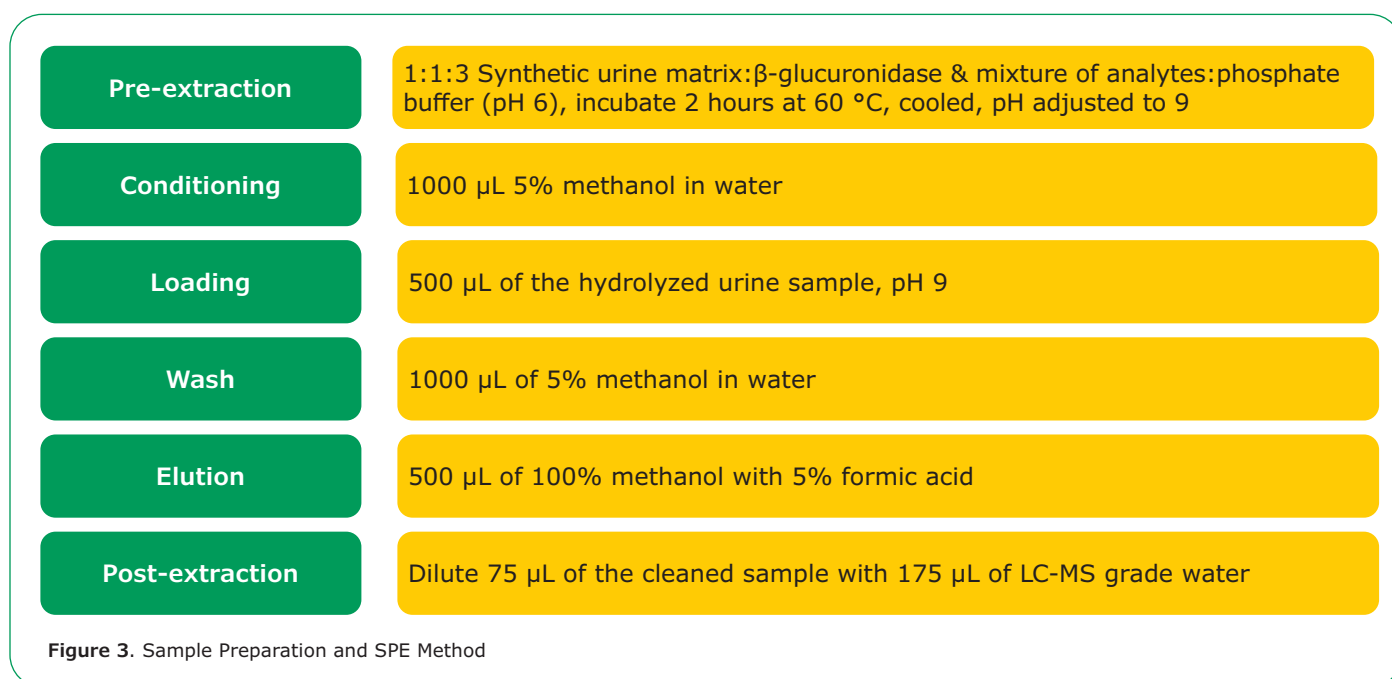 Pre-extraction
1:1:3 Synthetic urine matrix:β-glucuronidase & mixture of analytes:phosphate
buffer (pH 6), incubate 2 hours at 60 °C, cooled, pH adjusted to 9
Conditioning
1000 µL 5% methanol in water
Loading
500 µL of the hydrolyzed urine sample, pH 9
Wash
1000 µL of 5% methanol in water
Elution
500 µL of 100% methanol with 5% formic acid
Post-extraction
Dilute 75 µL of the cleaned sample with 175 µL of LC-MS grade water
Figure 3. Sample Preparation and SPE Method